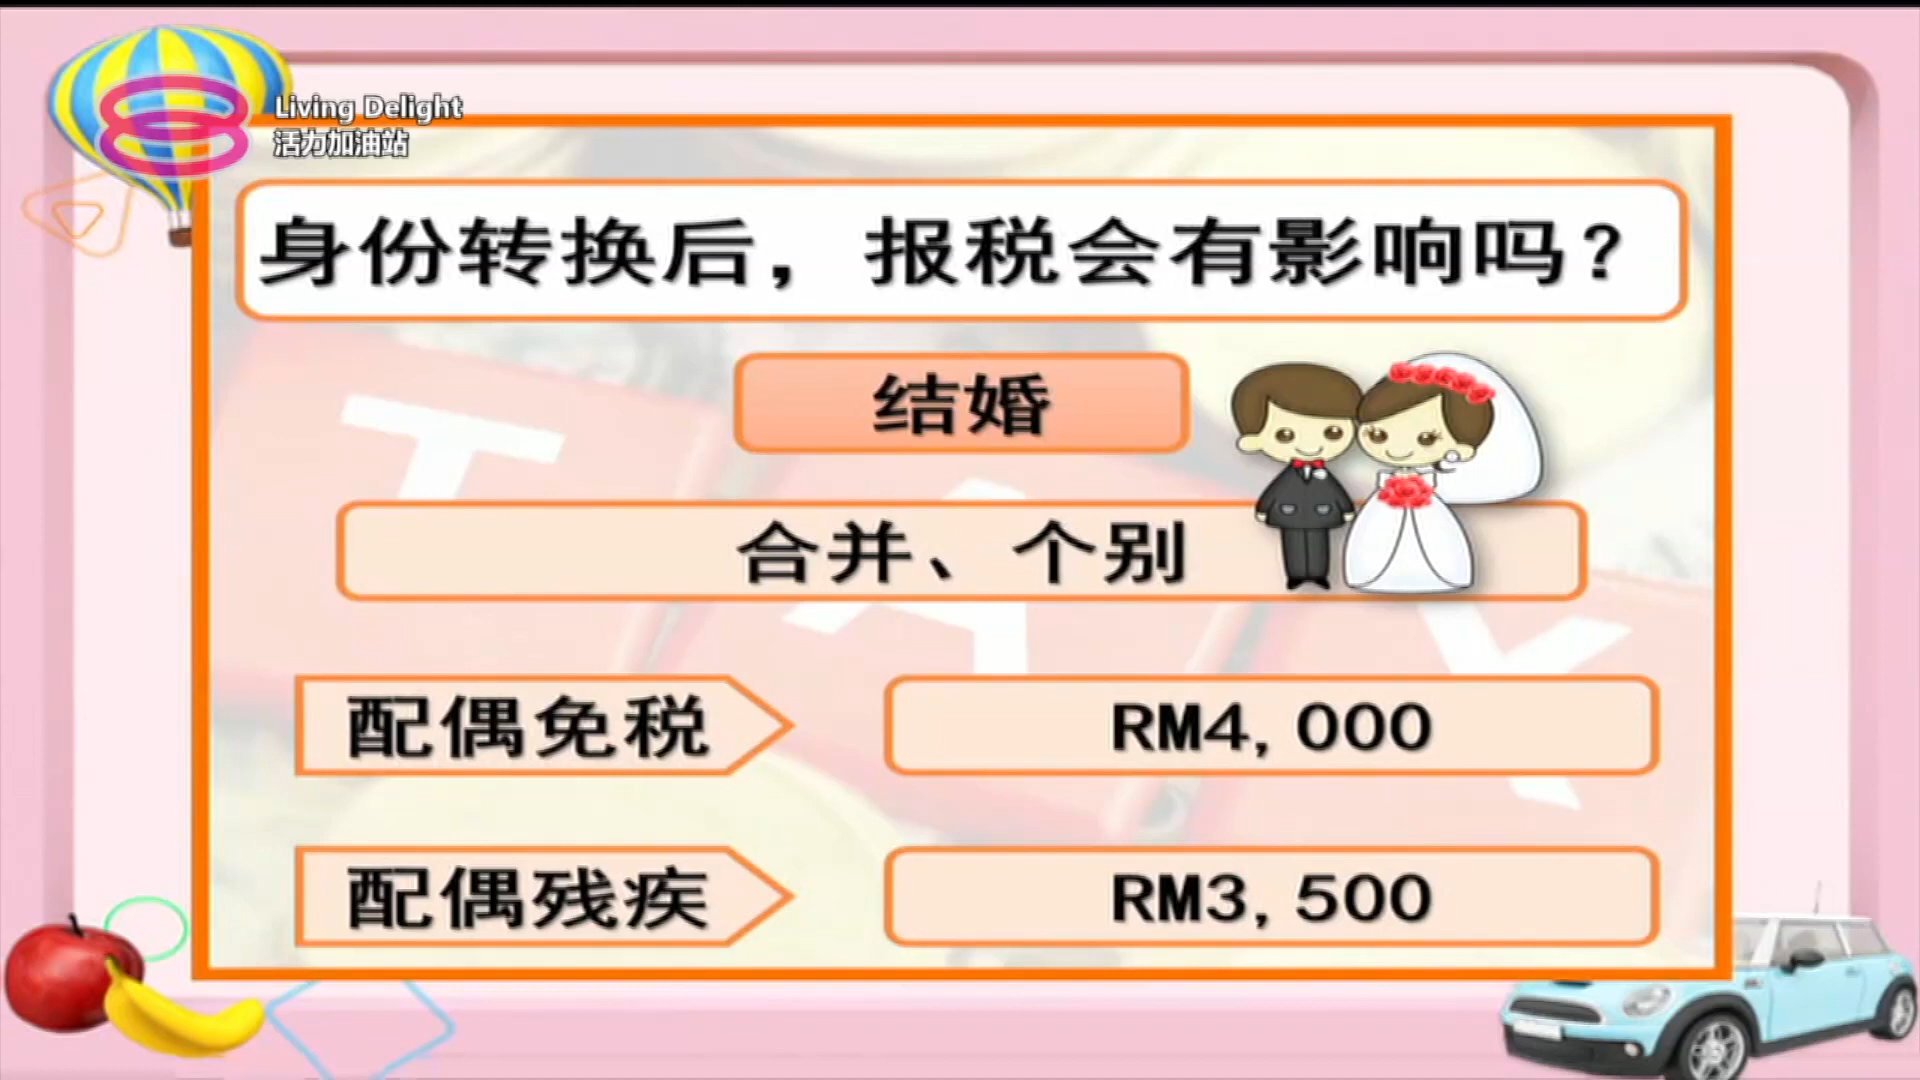 Living Delight
活力加油站
身份转换后，报税会有影响吗？
结婚
合并、个别
TAX
配偶免税
RM4,000
配偶残疾
RM3,500